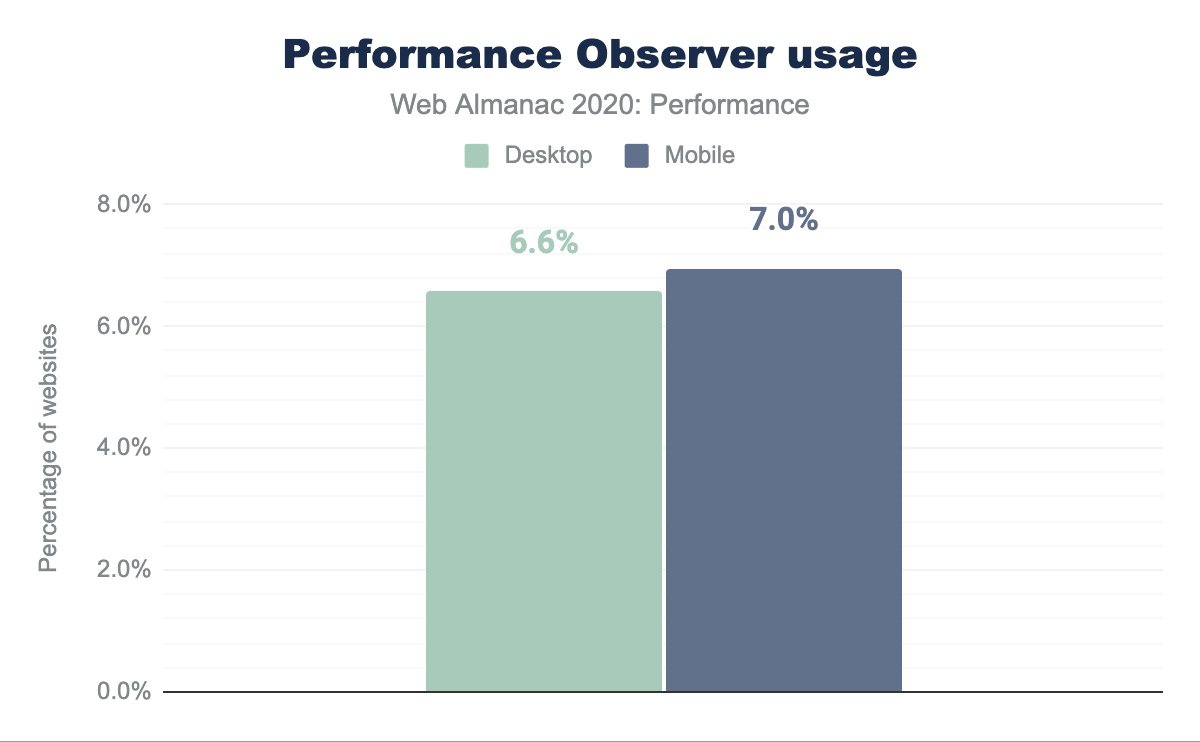 Performance Observer usage
Web Almanac 2020: Performance
Desktop Mobile
8.0%
7.0%
6.6%
6.0%
4.0%
2.0%
0.0%
Percentage of websites